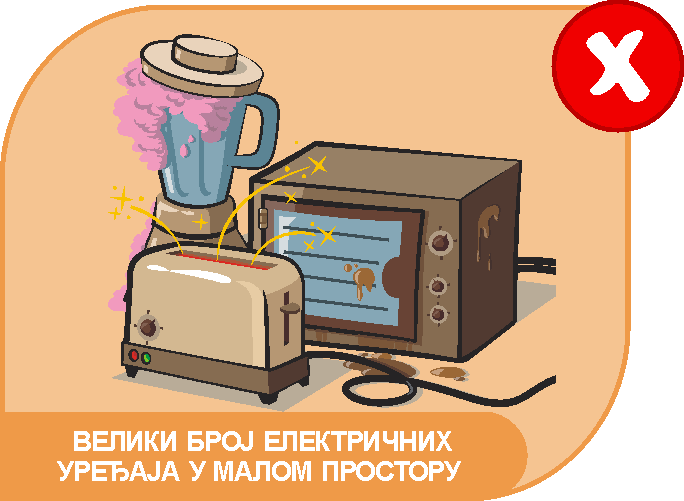 ВЕЛИКИ БРОЈ ЕЛЕКТРИЧНИХ
УРЕЂАЈА У МАЛОМ ПРОСТОРУ